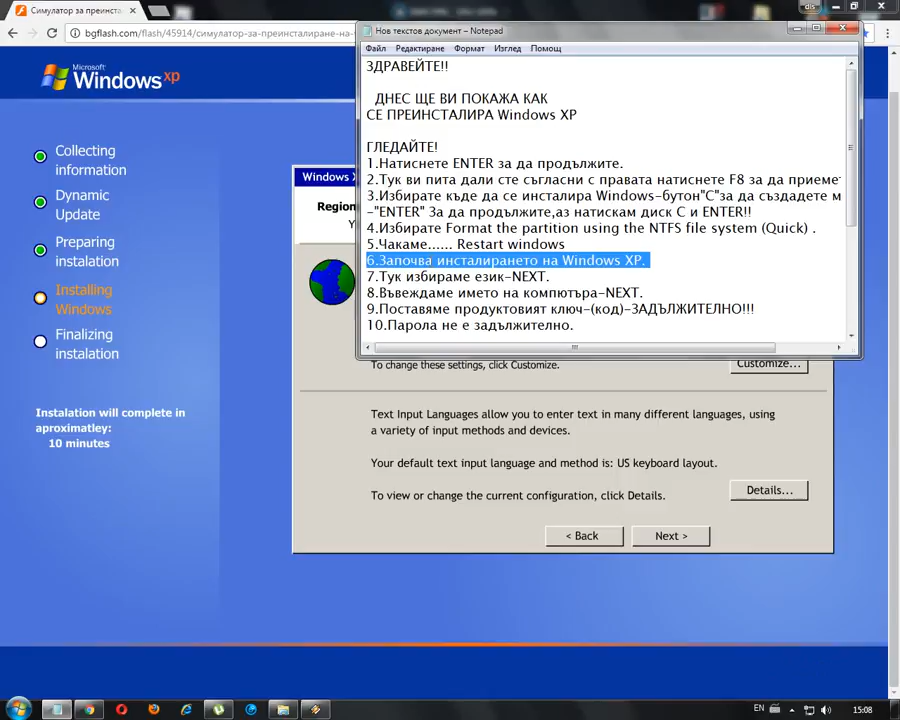 Симулатор за преинста
bgflash.com/flash/45914/симулатор-за-преинсталиране-на-
Microsoft
Windows xp
Collecting
information
Dynamic
Update
Preparing
instalation
Installing
Windows
Finalizing
instalation
Instalation will complete in
aproximatley:
10 minutes
Нов текстов документ – Notepad
Файл Редактиране Формат Изглед Помощ
ЗДРАВЕЙТЕ!!
ДНЕС ЩЕ ВИ ПОКАЖА КАК
СЕ ПРЕИНСТАЛИРА Windows XP
ГЛЕДАЙТЕ!
1.Натиснете ENTER за да продължите.
2.Тук ви пита дали сте съгласни с правата натиснете F8 за да приемет
3.Избирате къде да се инсталира Windows-бутон"C"за да създадете м
-"ENTER" За да продължите,аз натискам диск C и ENTER!!
4.Избирате Format the partition using the NTFS file system (Quick) .
5.Чакаме...... Restart windows
6.Започва инсталирането на Windows XP.
7.Тук избираме език-NEXT.
8.Въвеждаме името на компютъра-NEXT.
9.Поставяме продуктовият ключ-(код)-ЗАДЪЛЖИТЕЛНО!!!
10.Парола не е задължително.
Windows X
Region
To change these settings, click Customize.
Customize...
Text Input Languages allow you to enter text in many different languages, using
a variety of input methods and devices.
Your default text input language and method is: US keyboard layout.
To view or change the current configuration, click Details.
Details...
< Back
Next >
EN
15:08